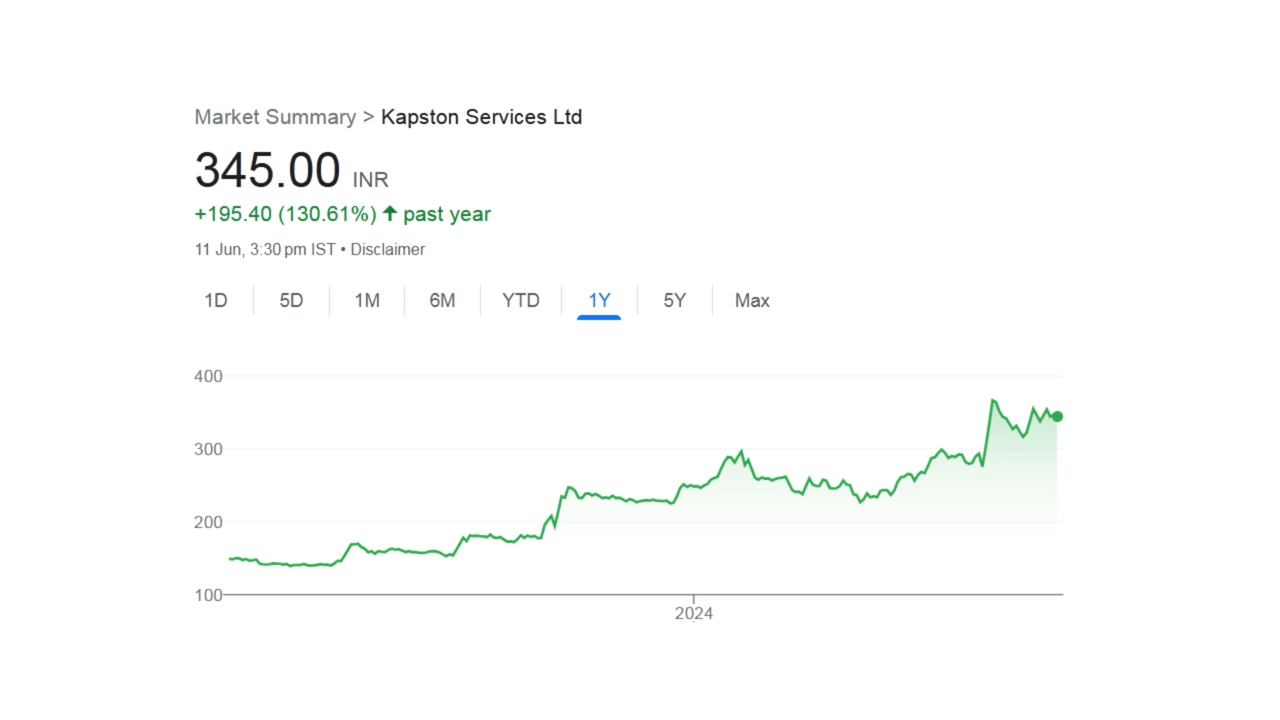 Market Summary > Kapston Services Ltd
345.00 INR
+195.40 (130.61%) ↑ past year
11 Jun, 3:30 pm IST • Disclaimer
1D 5D 1M 6M YTD 1Y 5Y Max
400
300
200
100
2024